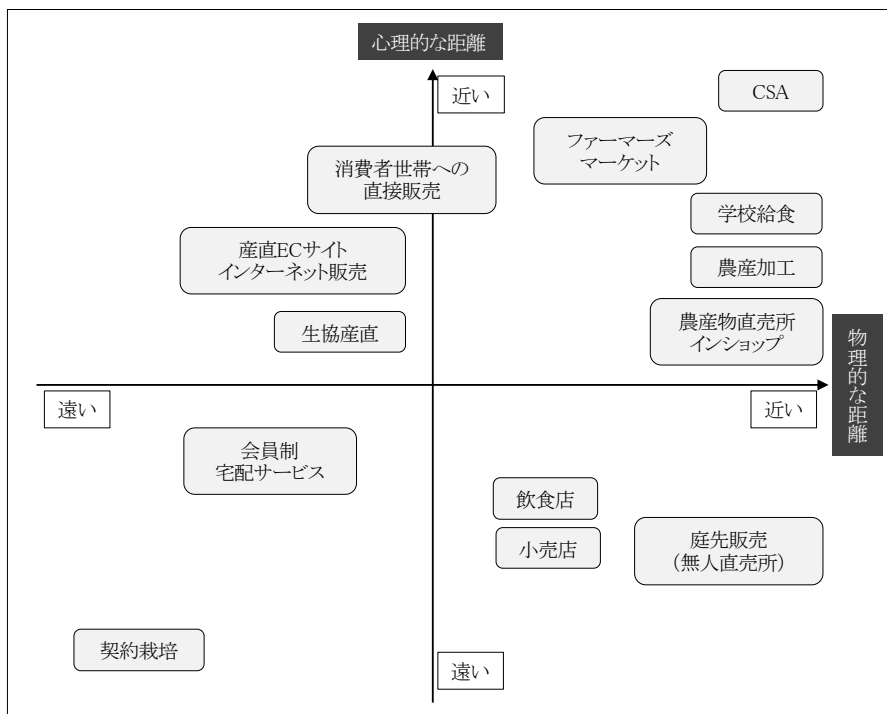 心理的な距離
近い
CSA
ファーマーズ
マーケット
消費者世帯への
直接販売
学校給食
産直ECサイト
インターネット販売
農産加工
生協産直
農産物直売所
インショップ
物理的な距離
遠い
近い
会員制
宅配サービス
飲食店
小売店
庭先販売
(無人直売所)
契約栽培
遠い